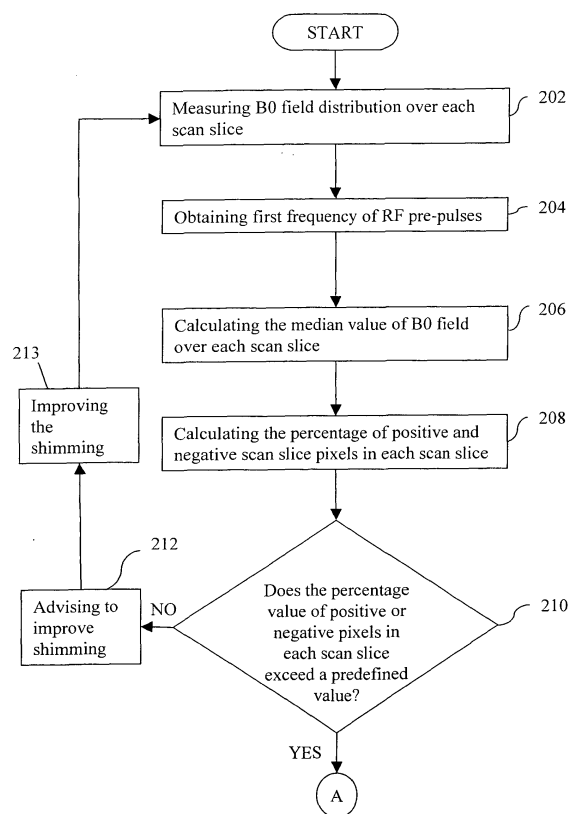 START
Measuring B0 field distribution over each
scan slice
202
Obtaining first frequency of RF pre-pulses
204
Calculating the median value of B0 field
over each scan slice
206
213
Improving
the
shimming
Calculating the percentage of positive and
negative scan slice pixels in each scan slice
208
212
Advising to
improve
shimming
NO
Does the percentage
value of positive or
negative pixels in
each scan slice
exceed a predefined
value?
210
YES
A